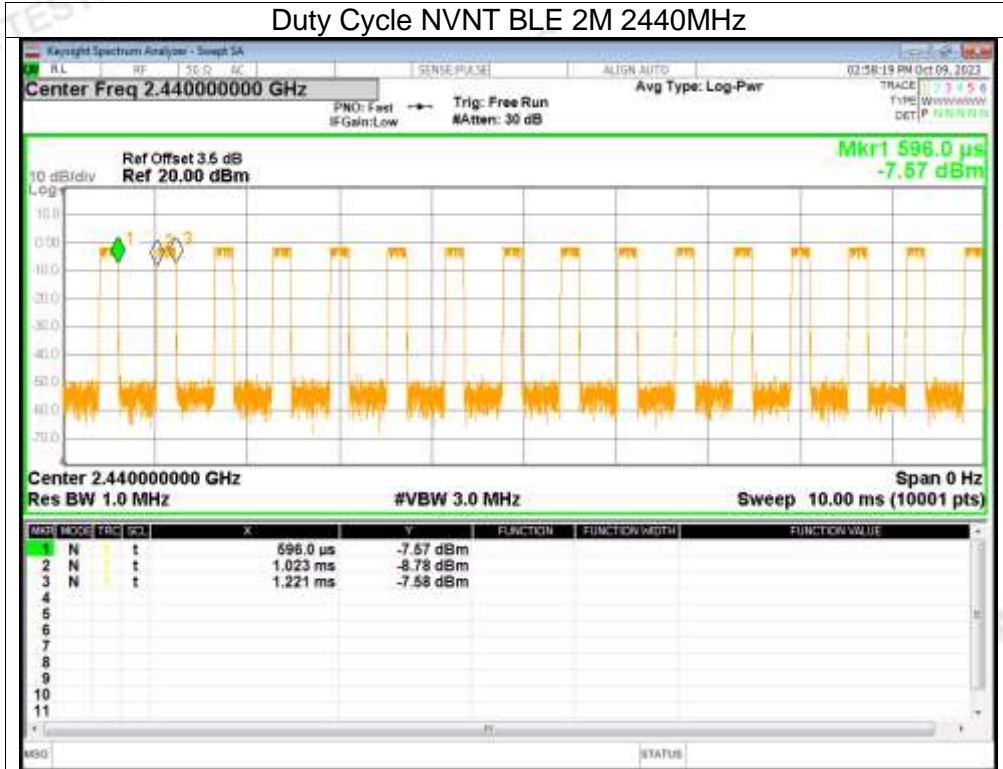 Duty Cycle NVNT BLE 2M 2440MHz
Keysight Spectrum Analyzer - Swept SA
RL RF 50 Ω AC SENSE:PULSE ALIGN AUTO 02:58:19 PM Oct 09, 2023
Center Freq 2.440000000 GHz
Avg Type: Log-Pwr
TRACE 1 2 3 4 5 6
PNO: Fast Trig: Free Run
TYPE WWWWWW
IFGain:Low #Atten: 30 dB
DET P NNNNN
Mkr1 596.0 µs
-7.57 dBm
Ref Offset 3.5 dB
10 dB/div Ref 20.00 dBm
Log
10.0
0.00
-10.0
-20.0
-30.0
-40.0
-50.0
-60.0
-70.0
1 2 3
Center 2.440000000 GHz Span 0 Hz
Res BW 1.0 MHz #VBW 3.0 MHz Sweep 10.00 ms (10001 pts)
MKR MODE TRC SCL X Y FUNCTION FUNCTION WIDTH FUNCTION VALUE
1 N 1 t 596.0 µs -7.57 dBm
2 N 1 t 1.023 ms -8.78 dBm
3 N 1 t 1.221 ms -7.58 dBm
4
5
6
7
8
9
10
11
MSG STATUS